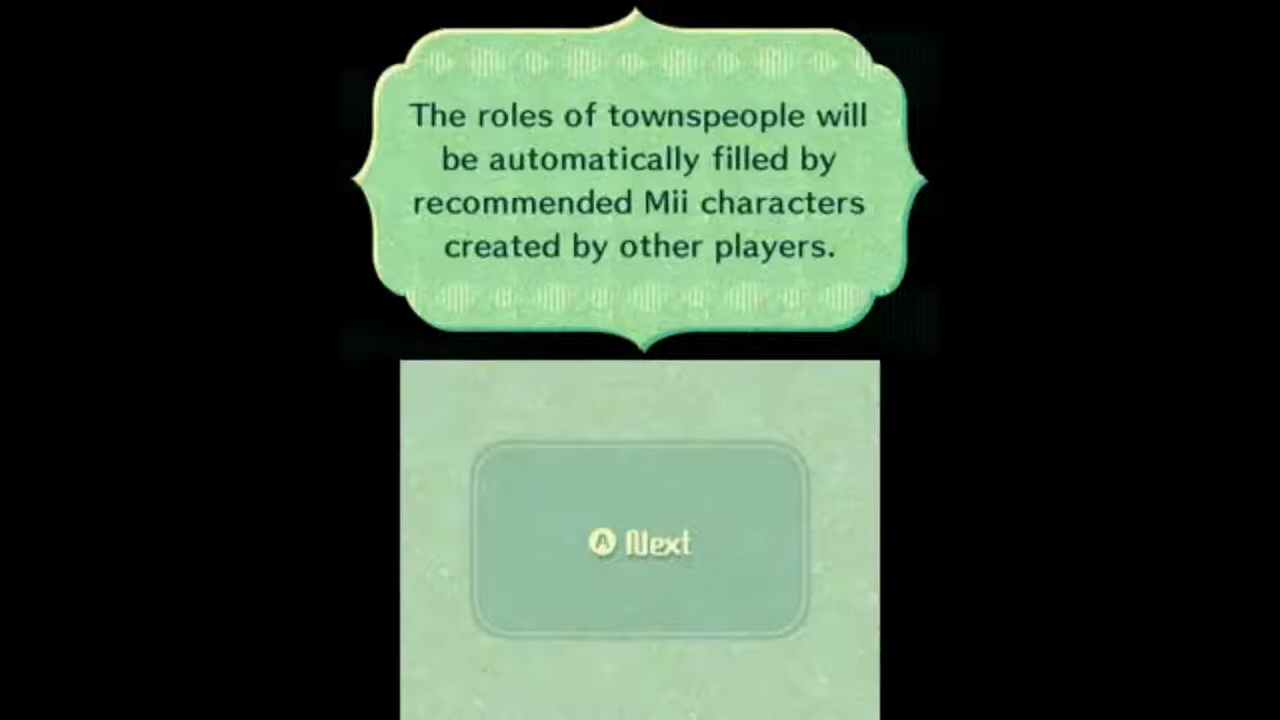 The roles of townspeople will
be automatically filled by
recommended Mii characters
created by other players.
A Next